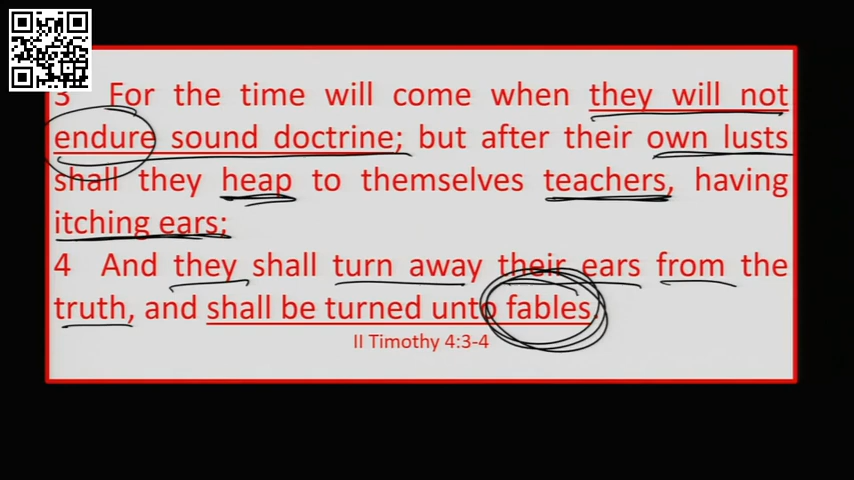 3 For the time will come when they will not
endure sound doctrine; but after their own lusts
shall they heap to themselves teachers, having
itching ears;
4 And they shall turn away their ears from the
truth, and shall be turned unto fables.
II Timothy 4:3-4